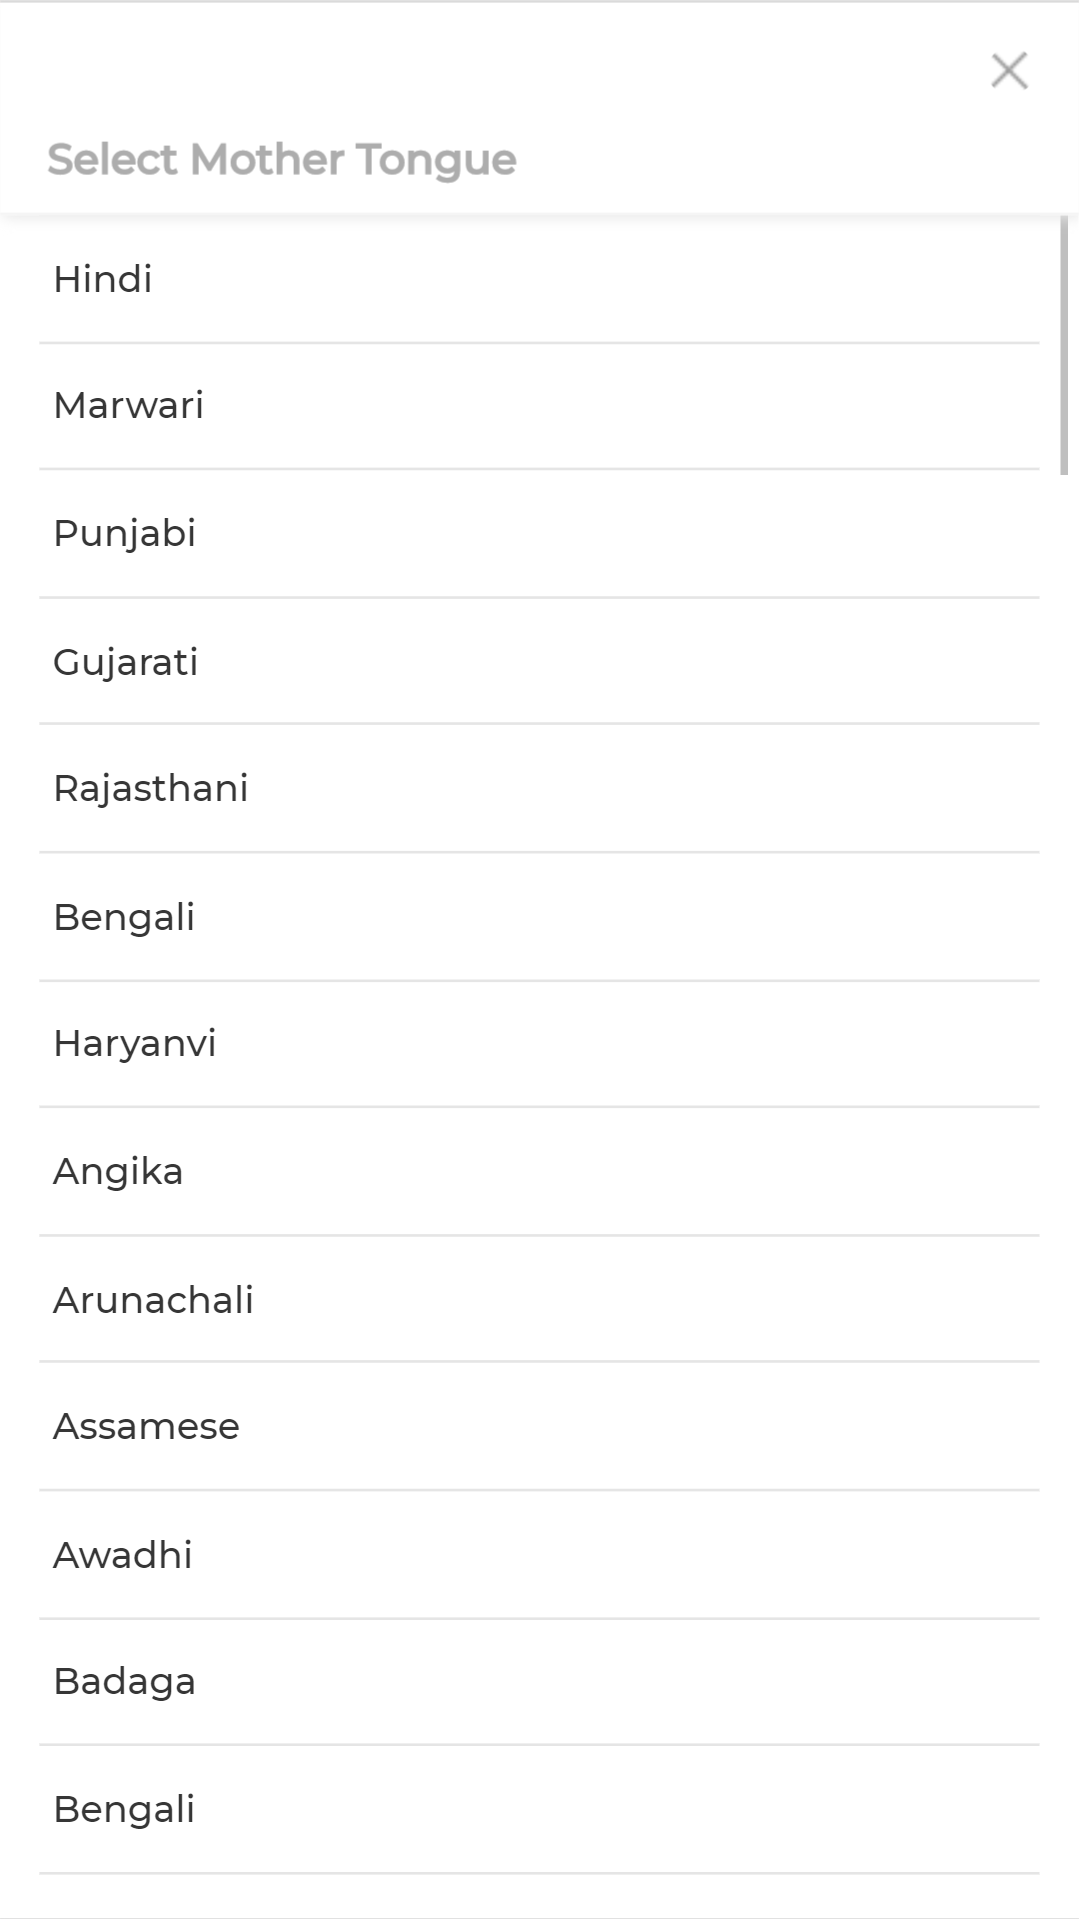 Select Mother Tongue
Hindi
Marwari
Punjabi
Gujarati
Rajasthani
Bengali
Haryanvi
Angika
Arunachali
Assamese
Awadhi
Badaga
Bengali